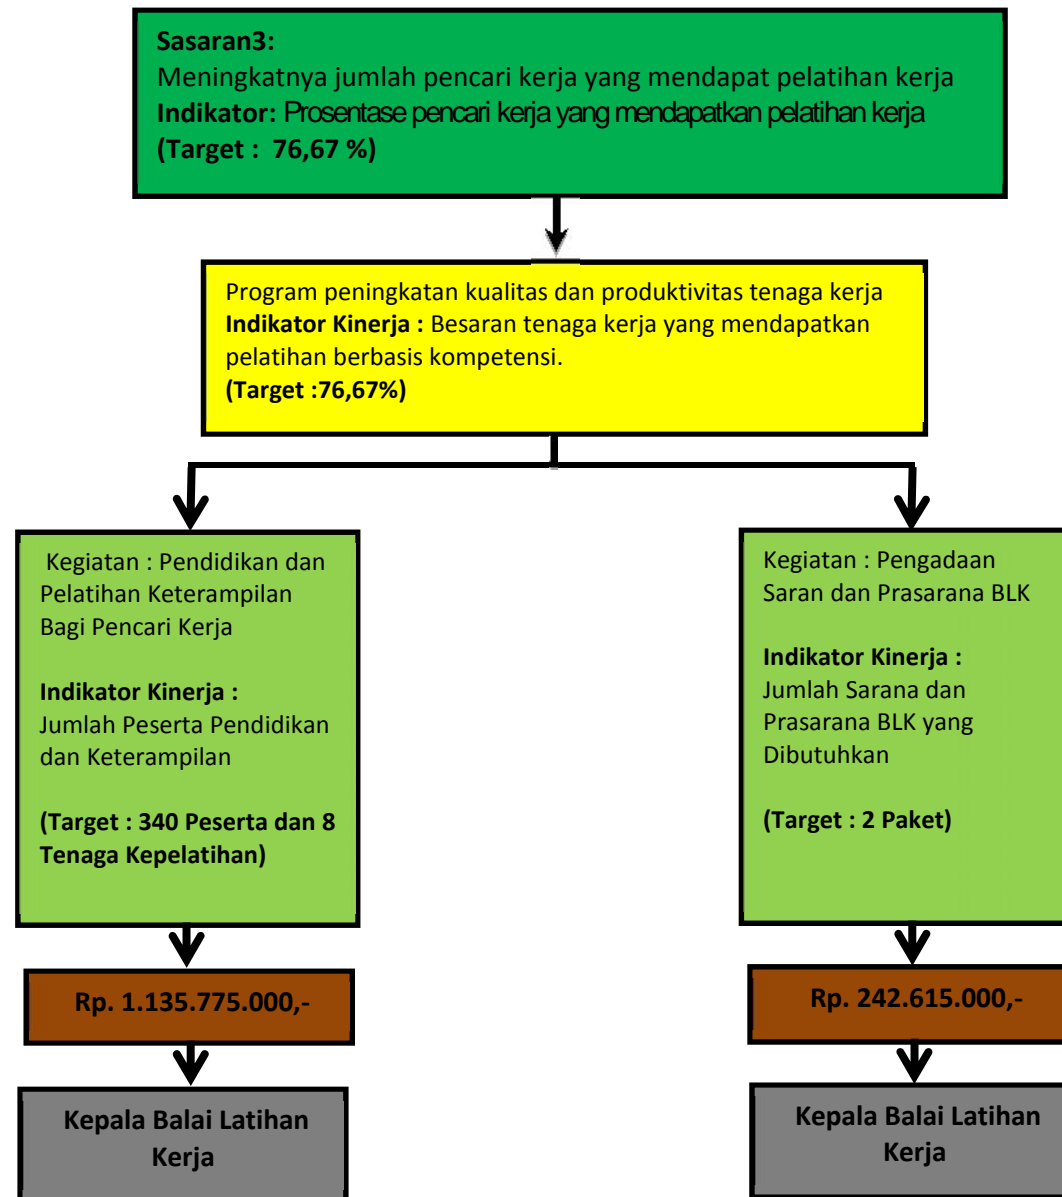 Sasaran3:
Meningkatnya jumlah pencari kerja yang mendapat pelatihan kerja
Indikator: Prosentase pencari kerja yang mendapatkan pelatihan kerja
(Target :  76,67 %)
Program peningkatan kualitas dan produktivitas tenaga kerja
Indikator Kinerja : Besaran tenaga kerja yang mendapatkan
pelatihan berbasis kompetensi.
(Target :76,67%)
Kegiatan : Pendidikan dan
Pelatihan Keterampilan
Bagi Pencari Kerja
Indikator Kinerja :
Jumlah Peserta Pendidikan
dan Keterampilan
(Target : 340 Peserta dan 8
Tenaga Kepelatihan)
Rp. 1.135.775.000,-
Kepala Balai Latihan
Kerja
Kegiatan : Pengadaan
Saran dan Prasarana BLK
Indikator Kinerja :
Jumlah Sarana dan
Prasarana BLK yang
Dibutuhkan
(Target : 2 Paket)
Rp. 242.615.000,-
Kepala Balai Latihan
Kerja